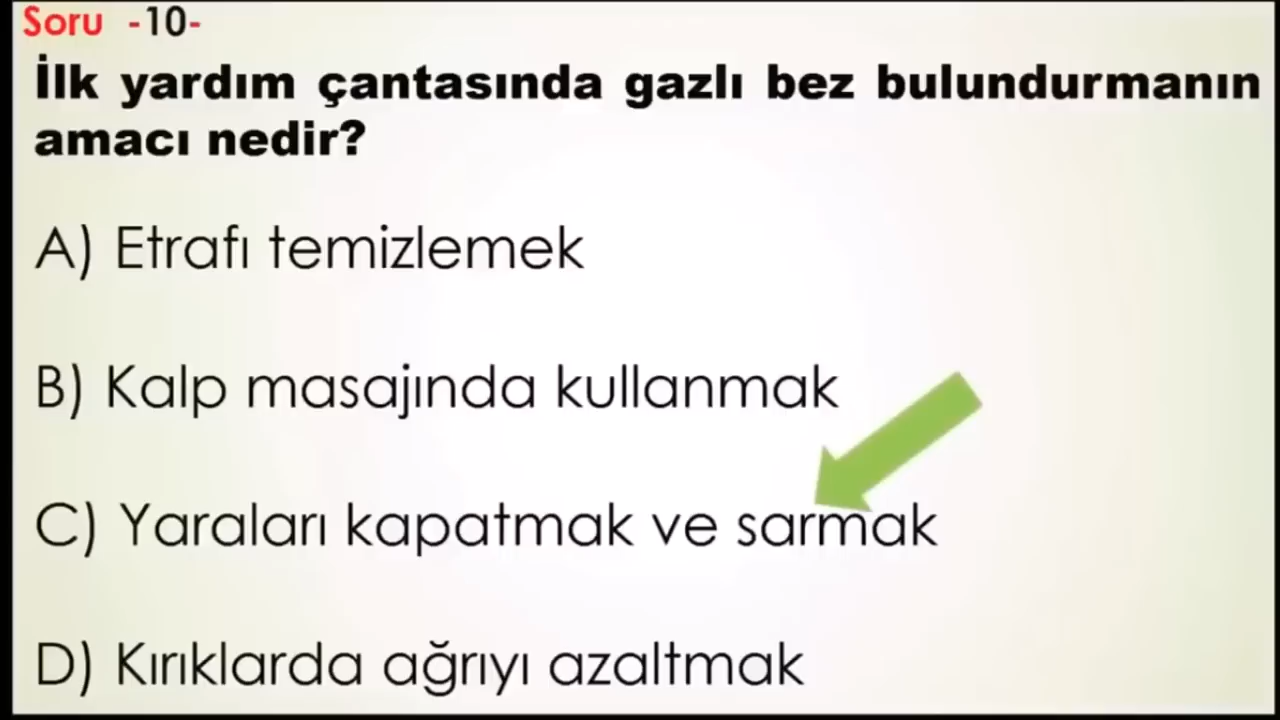 Soru -10-
İlk yardım çantasında gazlı bez bulundurmanın
amacı nedir?
A) Etrafı temizlemek
B) Kalp masajında kullanmak
C) Yaraları kapatmak ve sarmak
D) Kırıklarda ağrıyı azaltmak